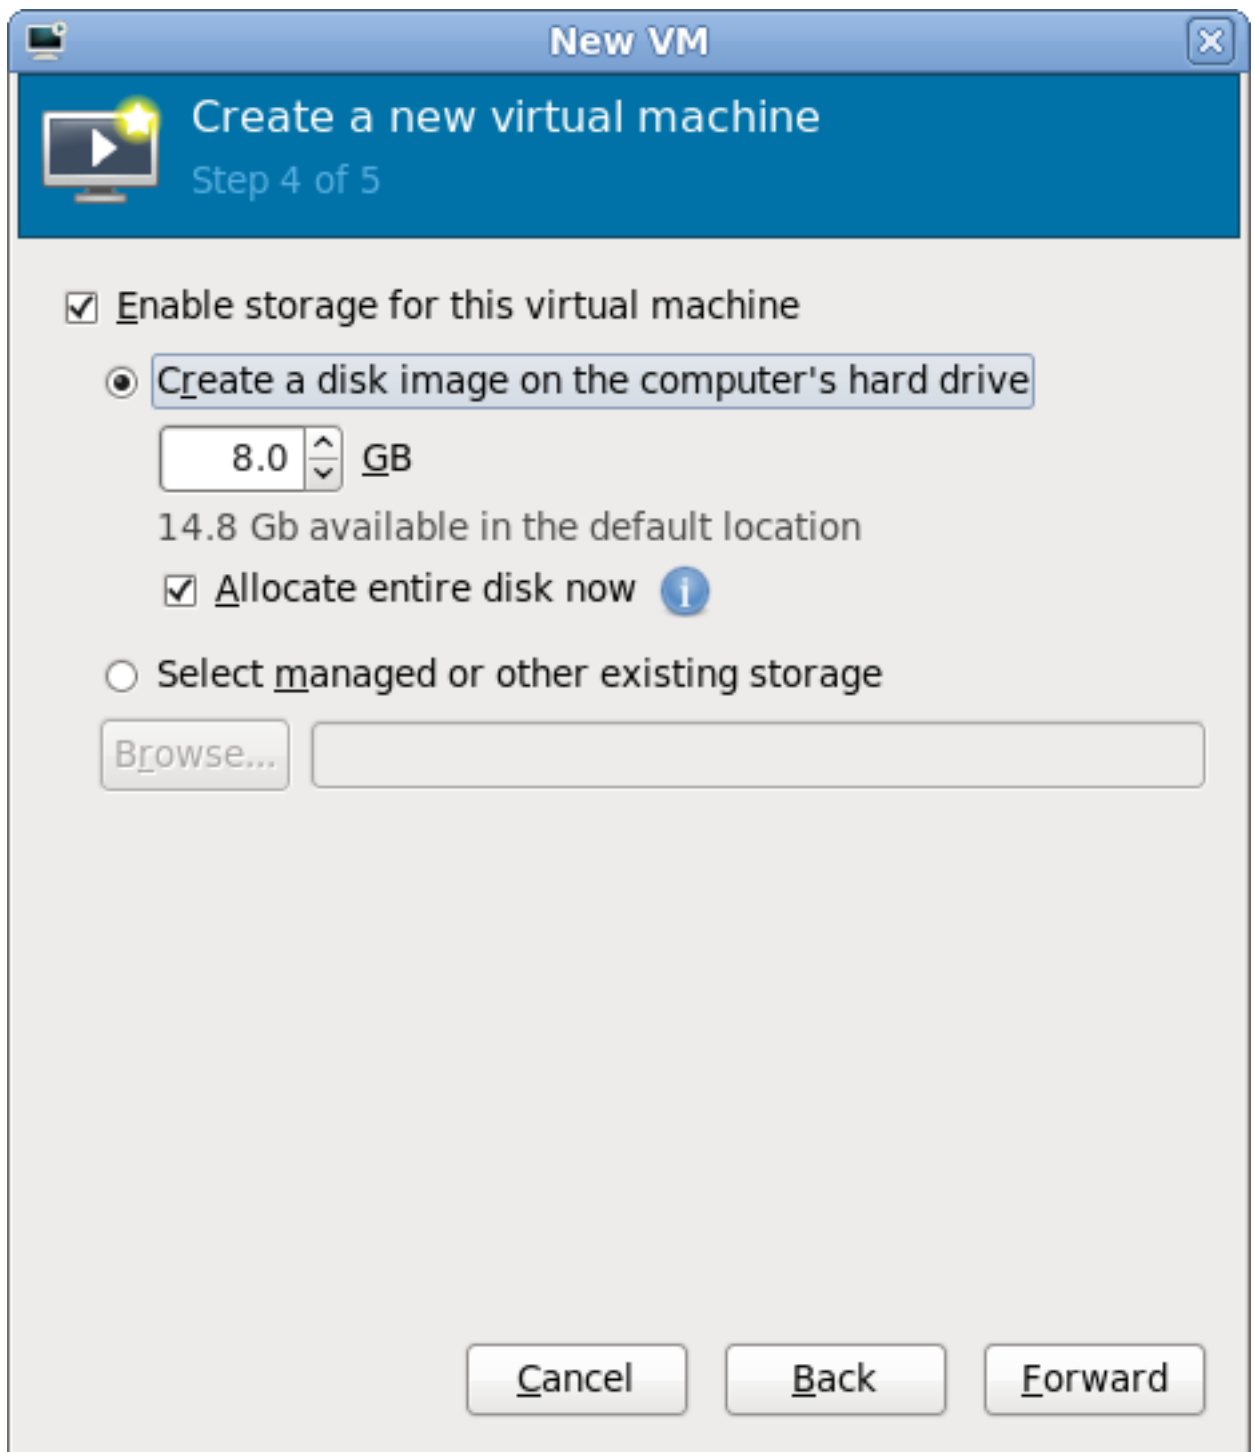 New VM
Create a new virtual machine
Step 4 of 5
Enable storage for this virtual machine
Create a disk image on the computer's hard drive
8.0 GB
14.8 Gb available in the default location
Allocate entire disk now
Select managed or other existing storage
Browse...
Cancel Back Forward